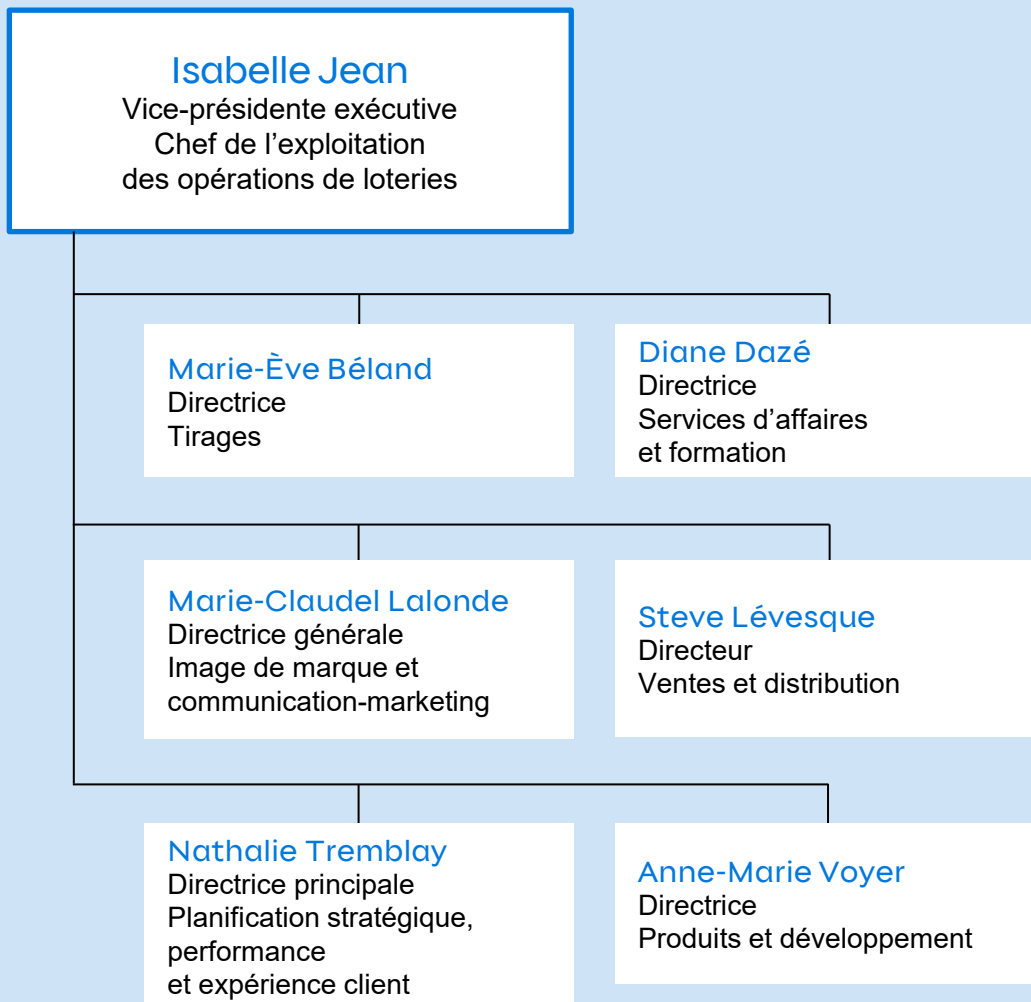 Isabelle Jean
Vice-présidente exécutive
Chef de l’exploitation
des opérations de loteries
Marie-Ève Béland
Directrice
Tirages
Diane Dazé
Directrice
Services d’affaires
et formation
Marie-Claudel Lalonde
Directrice générale
Image de marque et
communication-marketing
Steve Lévesque
Directeur
Ventes et distribution
Nathalie Tremblay
Directrice principale
Planification stratégique,
performance
et expérience client
Anne-Marie Voyer
Directrice
Produits et développement